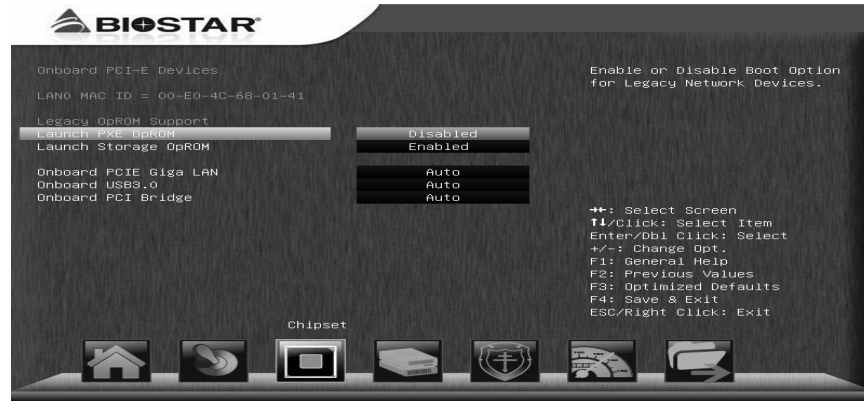 BIOSTAR®
Onboard PCI-E Devices
LAN0 MAC ID = 00-E0-4C-68-01-41
Legacy OpROM Support
Launch PXE OpROM Disabled
Launch Storage OpROM Enabled
Onboard PCIE Giga LAN Auto
Onboard USB3.0 Auto
Onboard PCI Bridge Auto
Enable or Disable Boot Option
for Legacy Network Devices.
→←: Select Screen
↑↓/Click: Select Item
Enter/Dbl Click: Select
+/-: Change Opt.
F1: General Help
F2: Previous Values
F3: Optimized Defaults
F4: Save & Exit
ESC/Right Click: Exit
Chipset